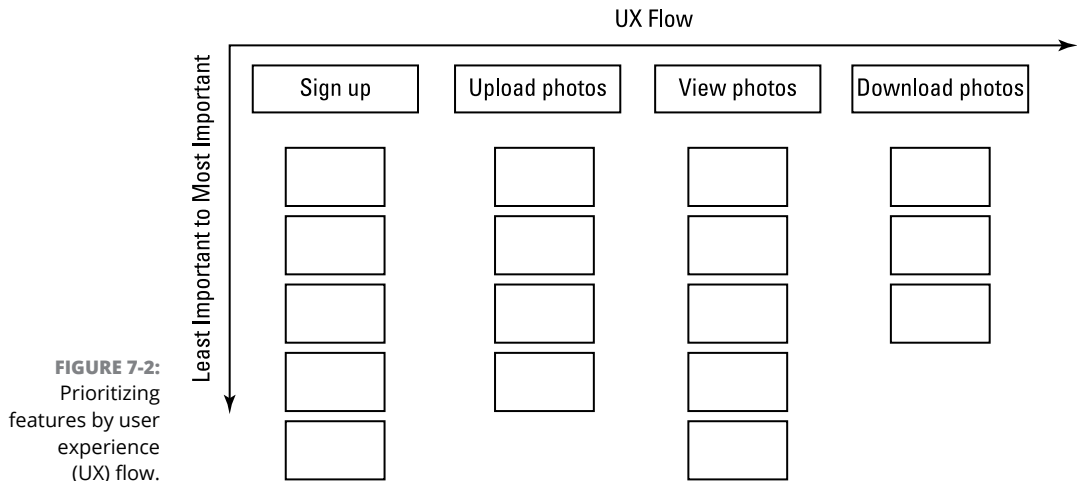 UX Flow
Least Important to Most Important
Sign up
Upload photos
View photos
Download photos
FIGURE 7-2:
Prioritizing
features by user
experience
(UX) flow.